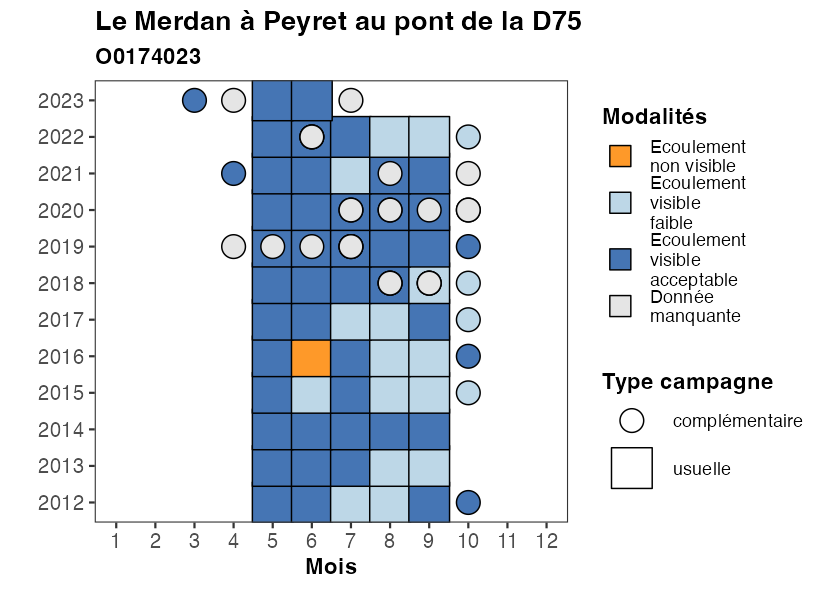 Le Merdan à Peyret au pont de la D75
O0174023
2023
2022
2021
2020
2019
2018
2017
2016
2015
2014
2013
2012
1 2 3 4 5 6 7 8 9 10 11 12
Mois
Modalités
Ecoulement
non visible
Ecoulement
visible
faible
Ecoulement
visible
acceptable
Donnée
manquante
Type campagne
complémentaire
usuelle